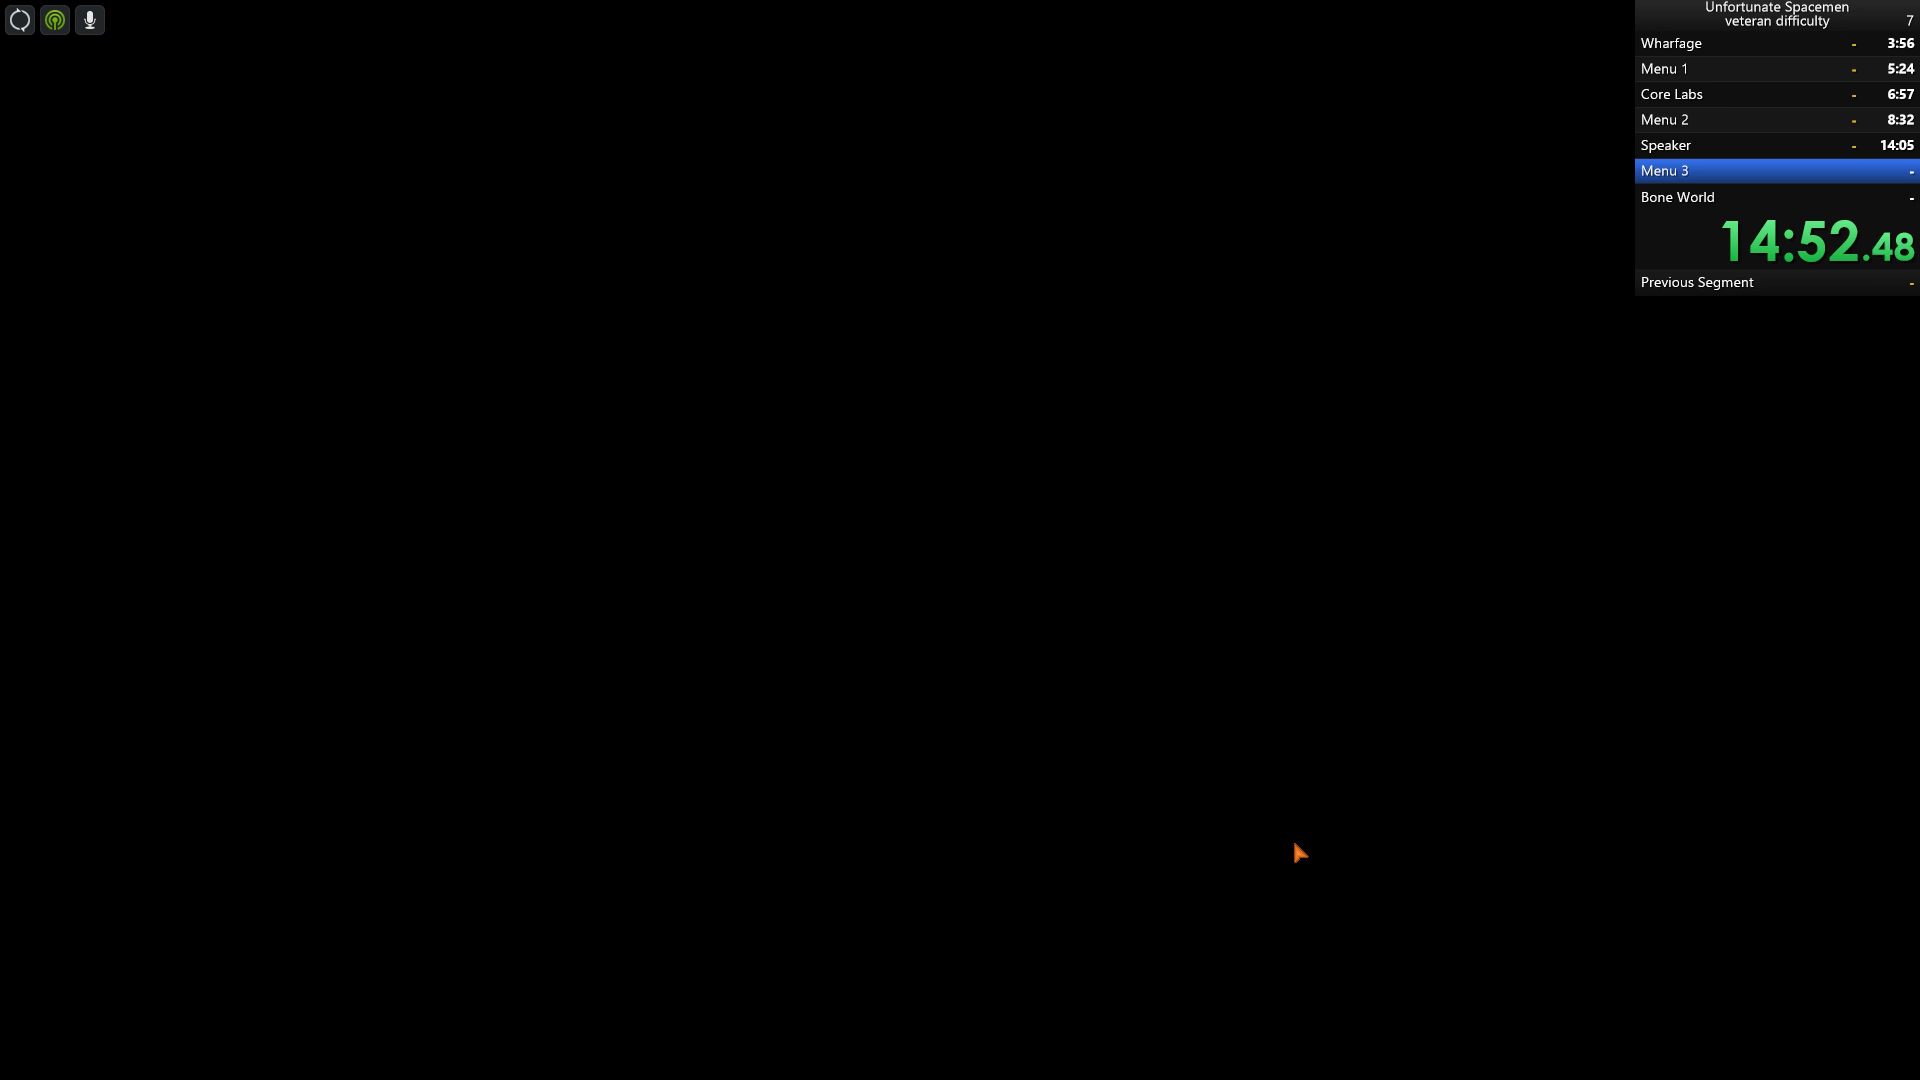 Unfortunate Spacemen
veteran difficulty 7
Wharfage - 3:56
Menu 1 - 5:24
Core Labs - 6:57
Menu 2 - 8:32
Speaker - 14:05
Menu 3 -
Bone World -
14:52.48
Previous Segment -